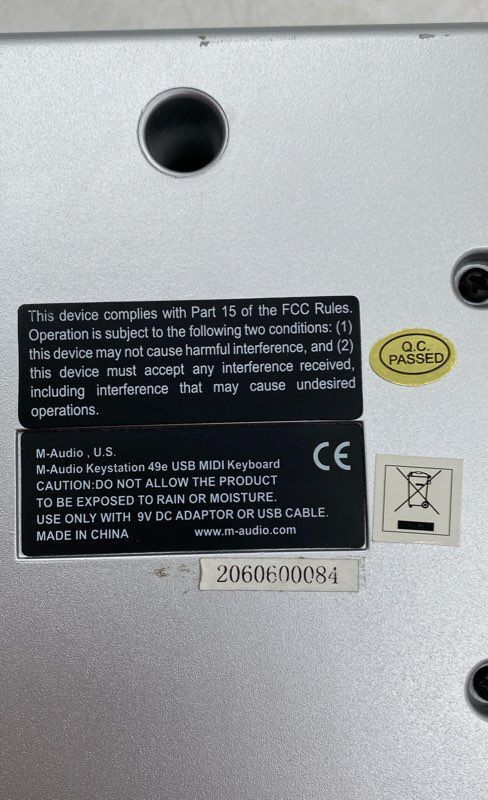 This device complies with Part 15 of the FCC Rules.
Operation is subject to the following two conditions: (1)
this device may not cause harmful interference, and (2)
this device must accept any interference received,
including interference that may cause undesired
operations.
Q.C.
PASSED
M-Audio , U.S.
M-Audio Keystation 49e USB MIDI Keyboard
CAUTION:DO NOT ALLOW THE PRODUCT
TO BE EXPOSED TO RAIN OR MOISTURE.
USE ONLY WITH 9V DC ADAPTOR OR USB CABLE.
MADE IN CHINA www.m-audio.com
CE
2060600084